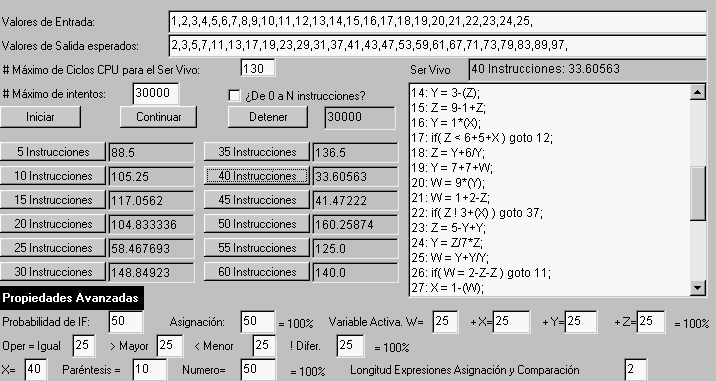 Valores de Entrada: 1,2,3,4,5,6,7,8,9,10,11,12,13,14,15,16,17,18,19,20,21,22,23,24,25,
Valores de Salida esperados: 2,3,5,7,11,13,17,19,23,29,31,37,41,43,47,53,59,61,67,71,73,79,83,89,97,
# Máximo de Ciclos CPU para el Ser Vivo: 130 Ser Vivo 40 Instrucciones: 33.60563
# Máximo de intentos: 30000 ¿De 0 a N instrucciones?
Iniciar Continuar Detener 30000
5 Instrucciones 88.5 35 Instrucciones 136.5
10 Instrucciones 105.25 40 Instrucciones 33.60563
15 Instrucciones 117.0562 45 Instrucciones 41.47222
20 Instrucciones 104.833336 50 Instrucciones 160.25874
25 Instrucciones 58.467693 55 Instrucciones 125.0
30 Instrucciones 148.84923 60 Instrucciones 140.0
14: Y = 3-(Z);
15: Z = 9-1+Z;
16: Y = 1*(X);
17: if( Z < 6+5+X ) goto 12;
18: Z = Y+6/Y;
19: Y = 7+7+W;
20: W = 9*(Y);
21: W = 1+2-Z;
22: if( Z ! 3+(X) ) goto 37;
23: Z = 5-Y+Y;
24: Y = Z/7*Z;
25: W = Y+Y/Y;
26: if( W = 2-Z-Z ) goto 11;
27: X = 1-(W);
Propiedades Avanzadas
Probabilidad de IF: 50 Asignación: 50 = 100% Variable Activa. W= 25 + X= 25 + Y= 25 + Z= 25 = 100%
Oper = Igual 25 > Mayor 25 < Menor 25 ! Difer. 25 = 100%
X= 40 Paréntesis = 10 Numero= 50 = 100% Longitud Expresiones Asignación y Comparación 2